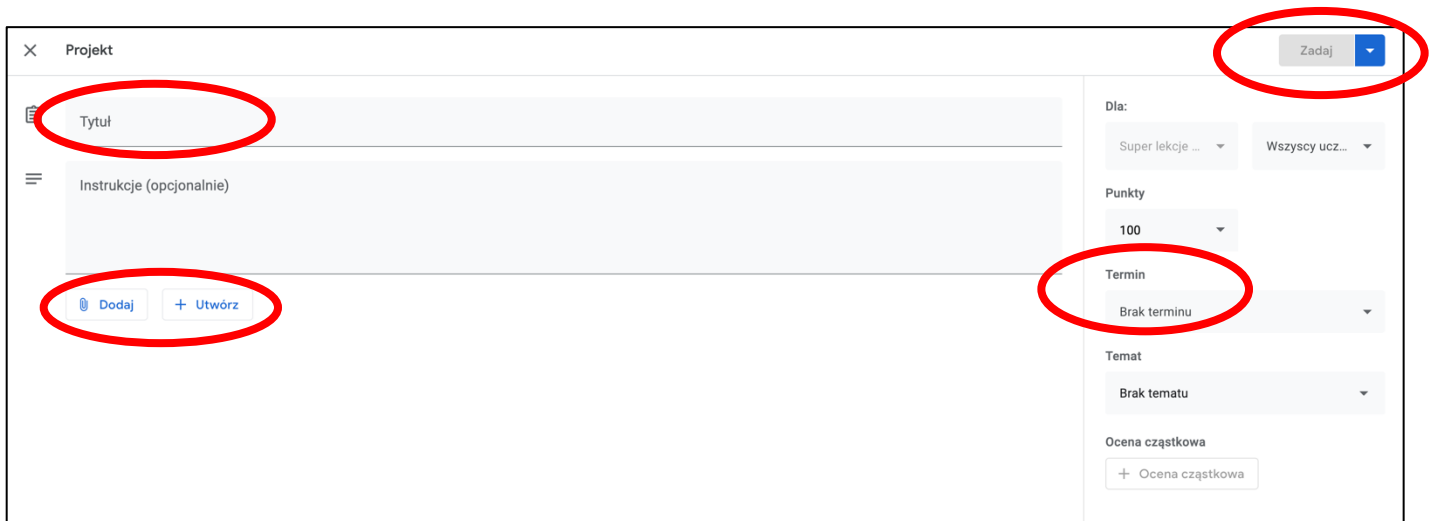 Projekt
Zadaj
Tytuł
Instrukcje (opcjonalnie)
Dodaj
+ Utwórz
Dla:
Super lekcje ...
Wszyscy ucz...
Punkty
100
Termin
Brak terminu
Temat
Brak tematu
Ocena cząstkowa
+ Ocena cząstkowa